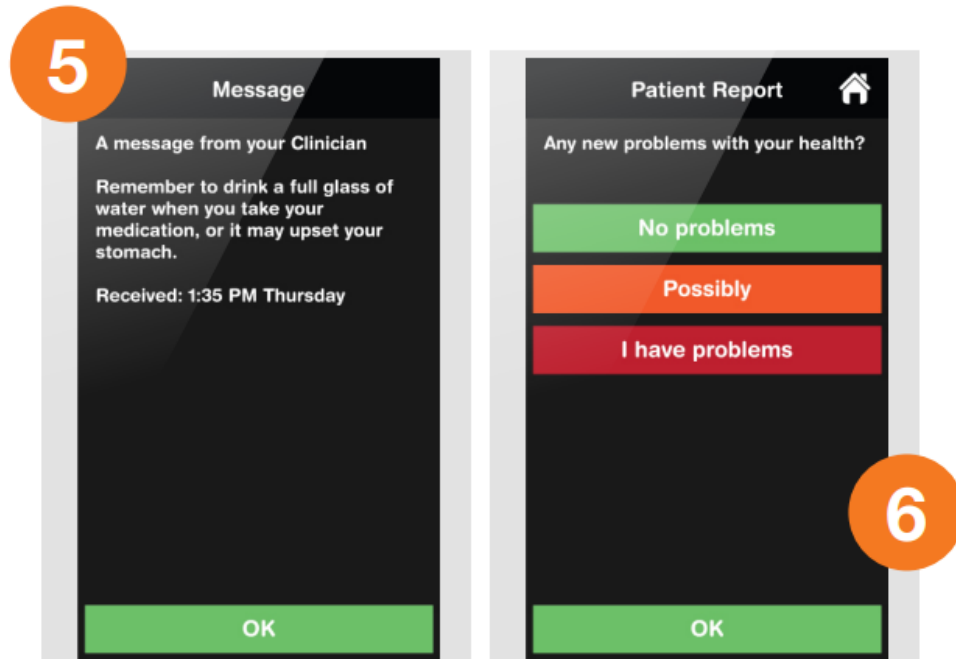 5
Message
A message from your Clinician
Remember to drink a full glass of
water when you take your
medication, or it may upset your
stomach.
Received: 1:35 PM Thursday
OK
Patient Report
Any new problems with your health?
No problems
Possibly
I have problems
6
OK